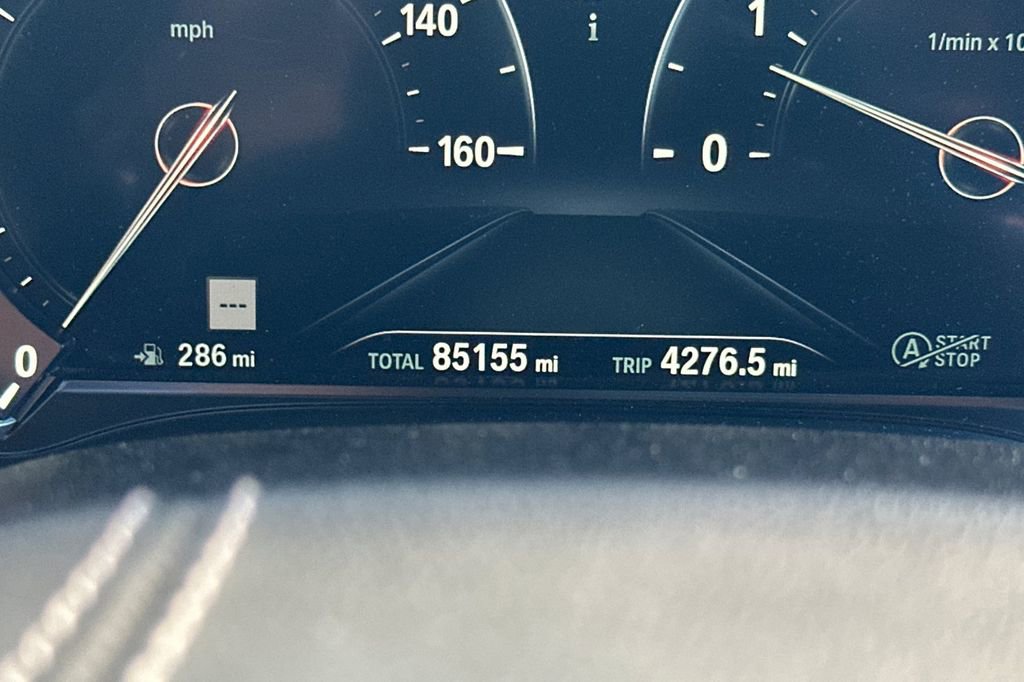 mph
140
160
i
1
0
1/min x 10
---
0
286 mi
TOTAL 85155 mi
TRIP 4276.5 mi
A START
STOP